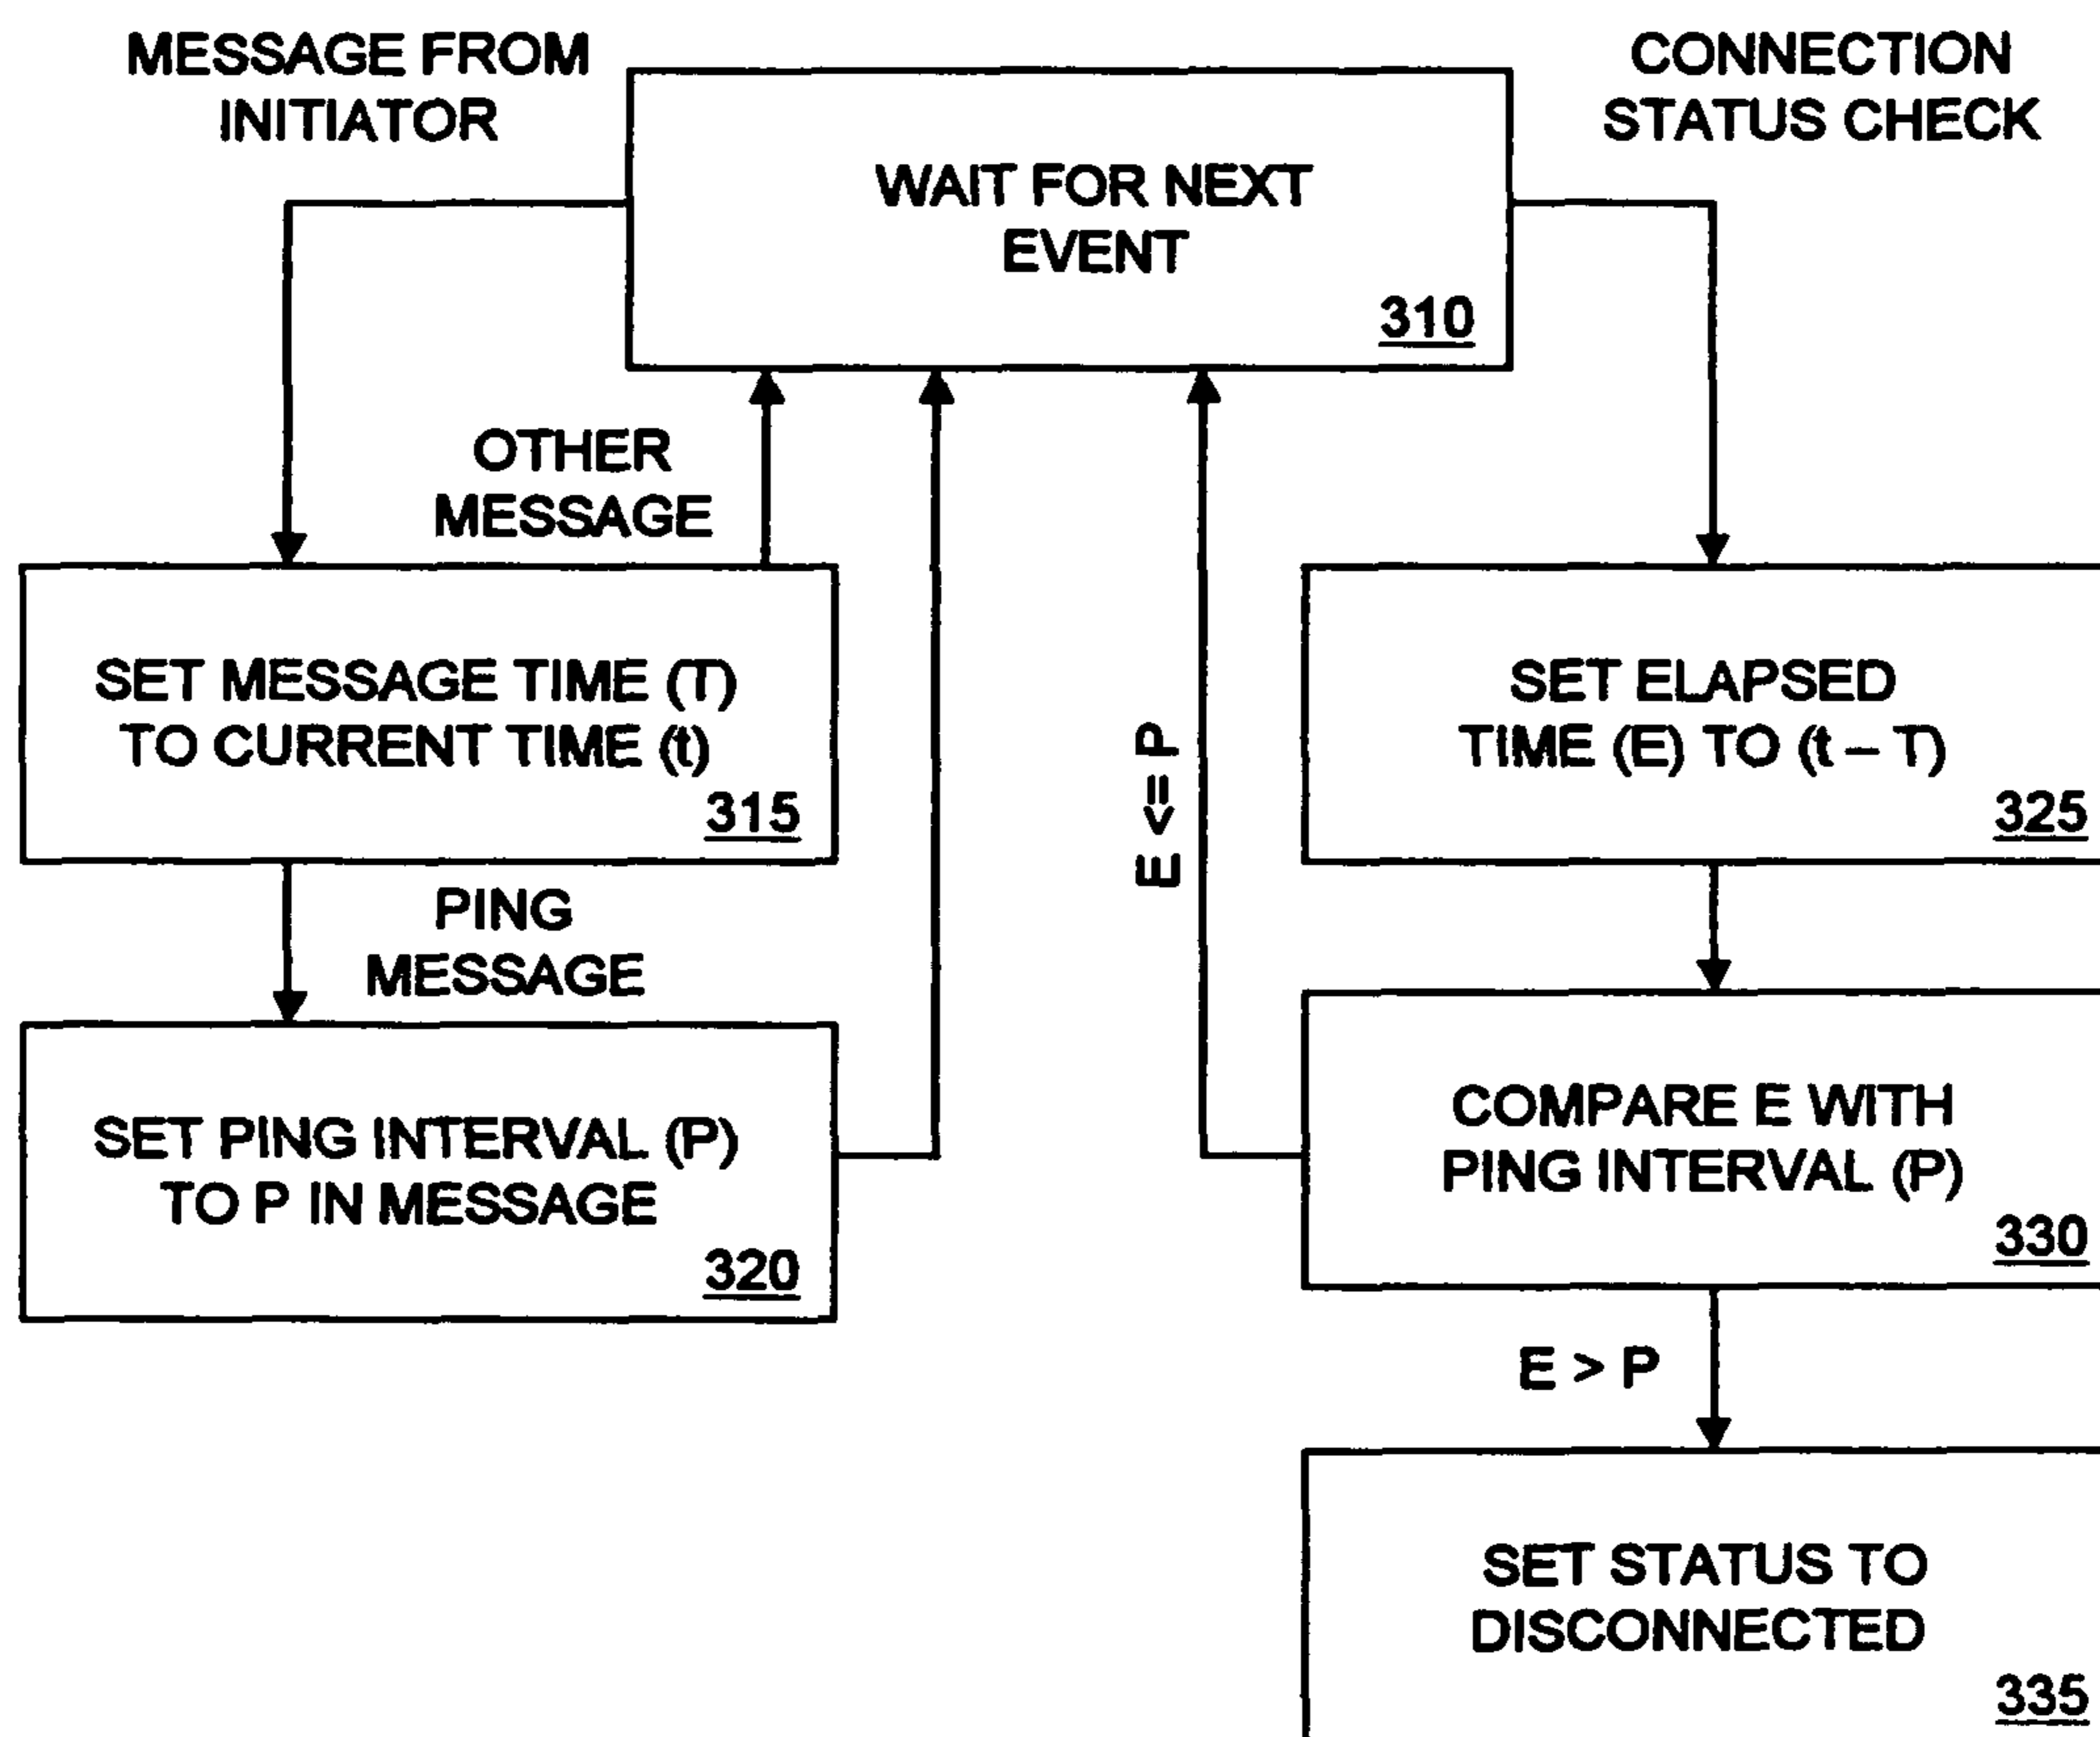 MESSAGE FROM
INITIATOR
CONNECTION
STATUS CHECK
WAIT FOR NEXT
EVENT
310
OTHER
MESSAGE
SET MESSAGE TIME (T)
TO CURRENT TIME (t)
315
E <= P
SET ELAPSED
TIME (E) TO (t – T)
325
PING
MESSAGE
SET PING INTERVAL (P)
TO P IN MESSAGE
320
COMPARE E WITH
PING INTERVAL (P)
330
E > P
SET STATUS TO
DISCONNECTED
335